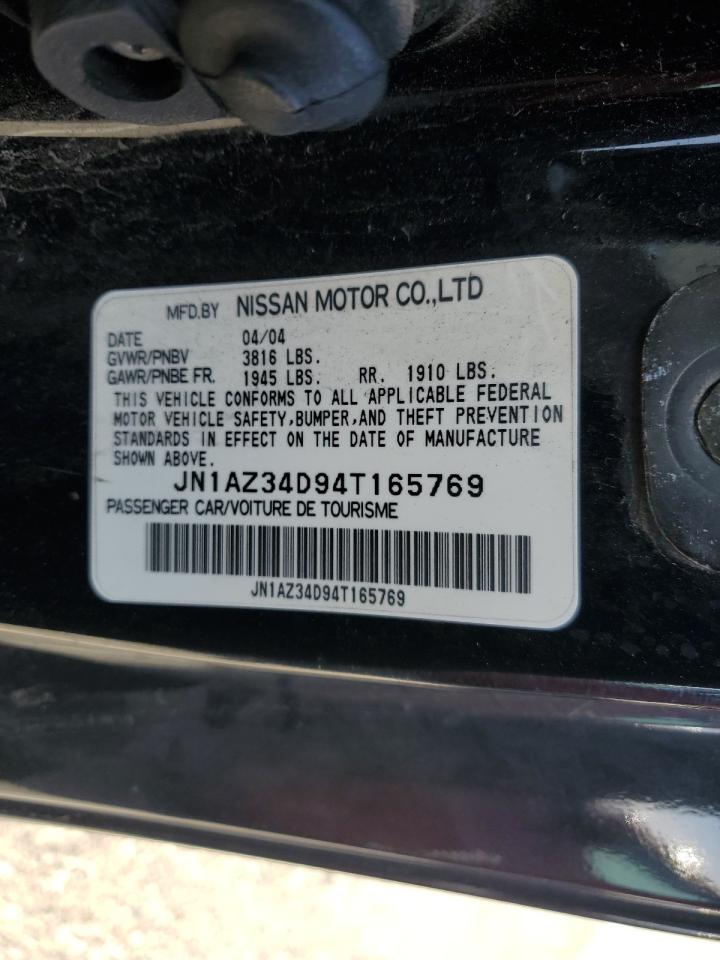 MFD.BY NISSAN MOTOR CO.,LTD
DATE 04/04
GVWR/PNBV 3816 LBS.
GAWR/PNBE FR. 1945 LBS. RR. 1910 LBS.
THIS VEHICLE CONFORMS TO ALL APPLICABLE FEDERAL
MOTOR VEHICLE SAFETY,BUMPER,AND THEFT PREVENTION
STANDARDS IN EFFECT ON THE DATE OF MANUFACTURE
SHOWN ABOVE.
JN1AZ34D94T165769
PASSENGER CAR/VOITURE DE TOURISME
JN1AZ34D94T165769